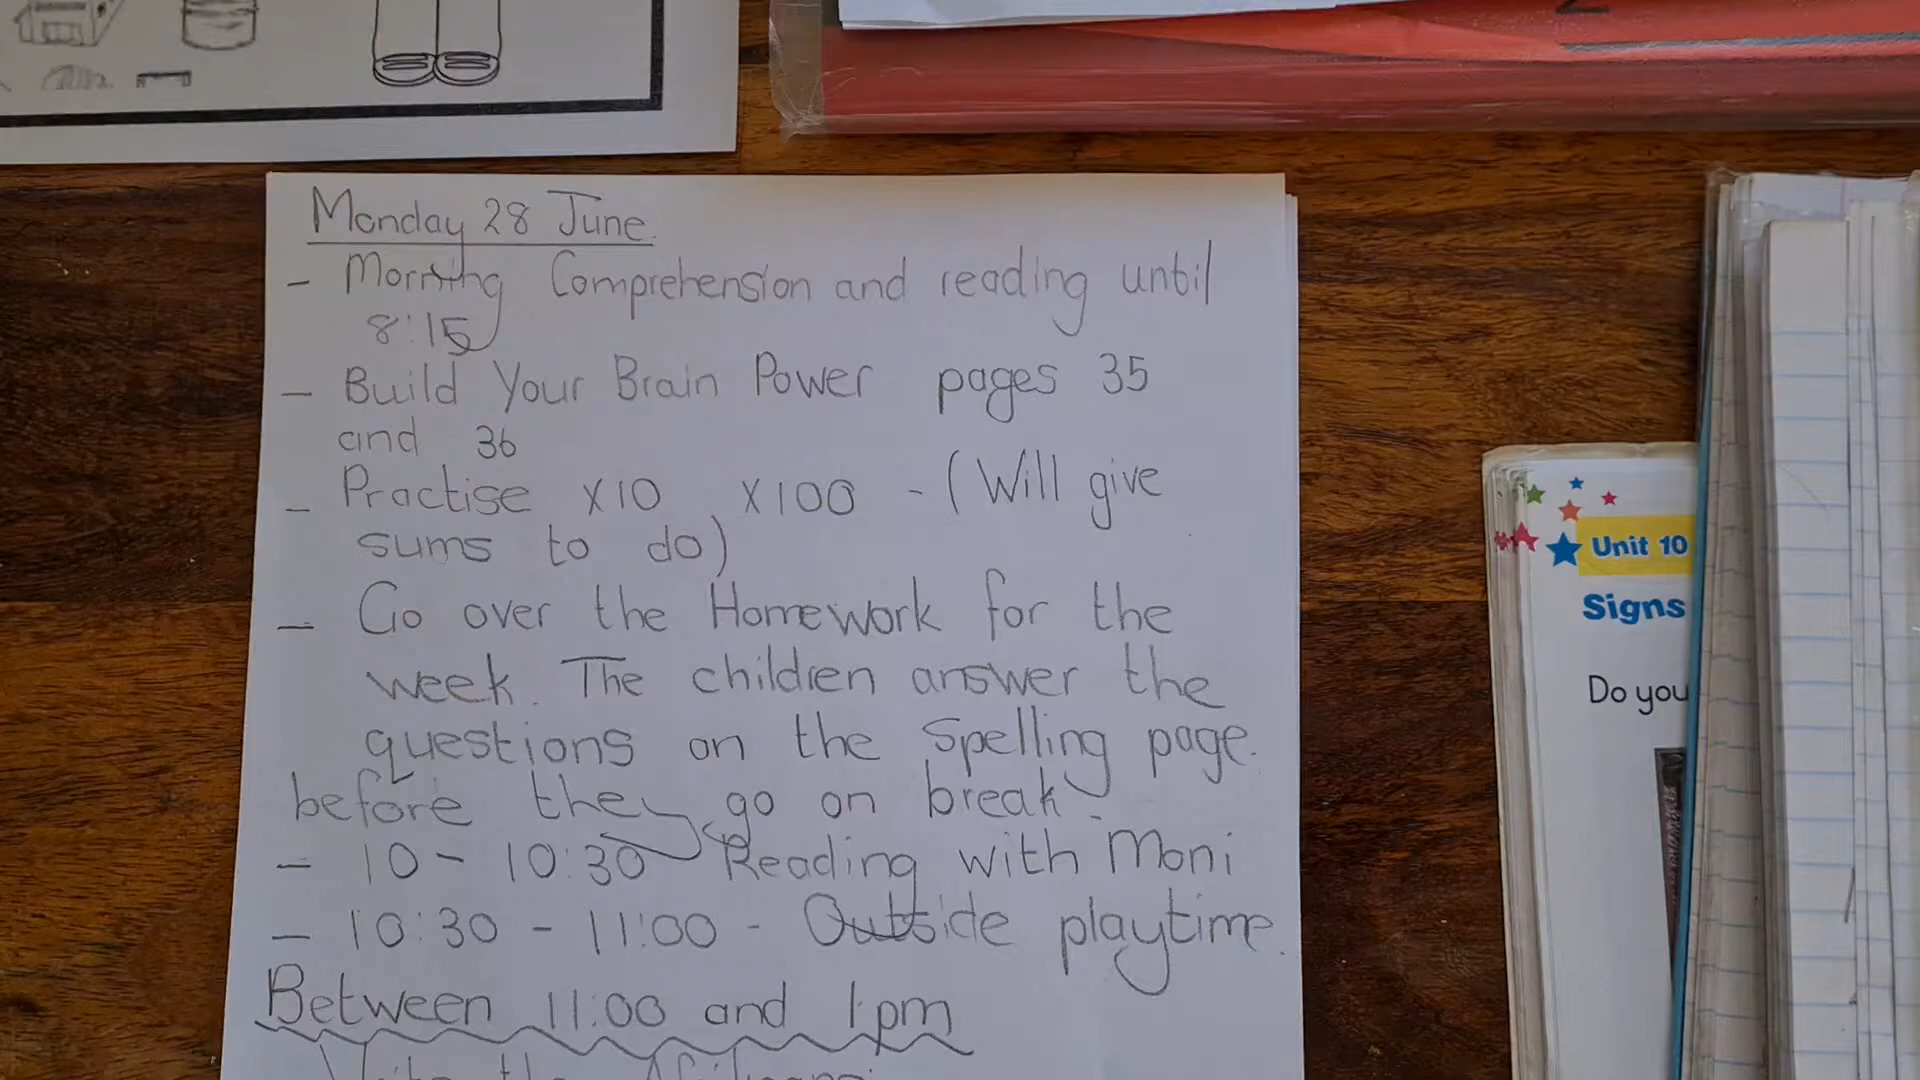 Monday 28 June.
- Morning Comprehension and reading until
8:15
- Build Your Brain Power pages 35
and 36
- Practise x10 x100 - (Will give
sums to do)
- Go over the Homework for the
week. The children answer the
questions on the Spelling page.
before they go on break.
- 10 - 10:30 Reading with Moni
- 10:30 - 11:00 - Outside playtime.
Between 11:00 and 1pm
the
Unit 10
Signs
Do you
2